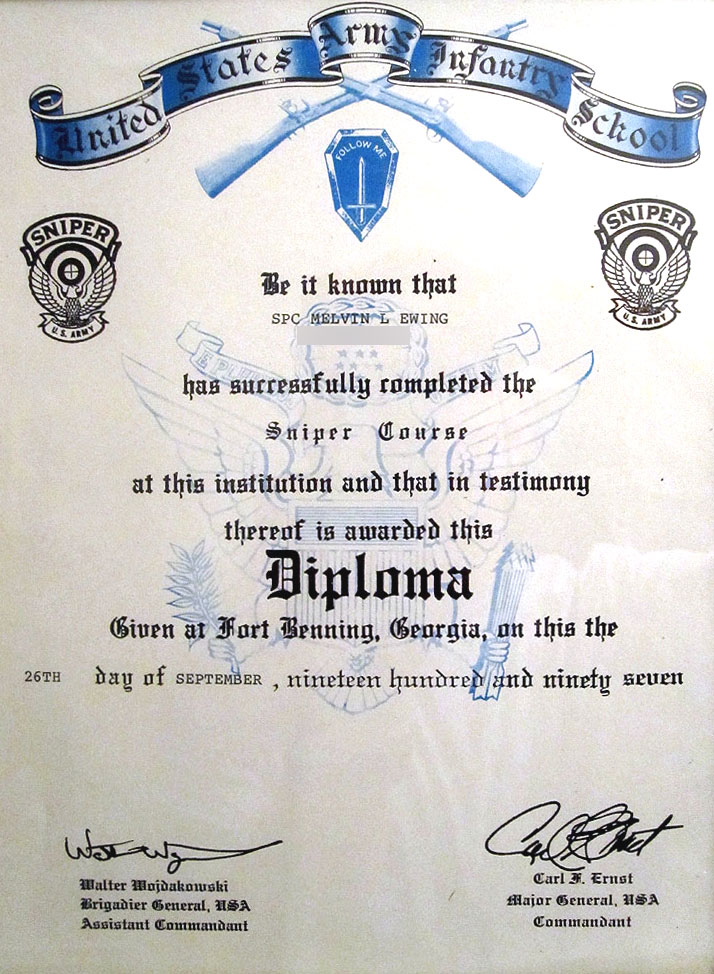 United States Army Infantry School
FOLLOW ME
SNIPER
U.S. ARMY
SNIPER
U.S. ARMY
Be it known that
SPC MELVIN L EWING
has successfully completed the
Sniper Course
at this institution and that in testimony
thereof is awarded this
Diploma
Given at Fort Benning, Georgia, on this the
26TH day of SEPTEMBER , nineteen hundred and ninety seven
Walter Wojdakowski
Brigadier General, USA
Assistant Commandant
Carl F. Ernst
Major General, USA
Commandant